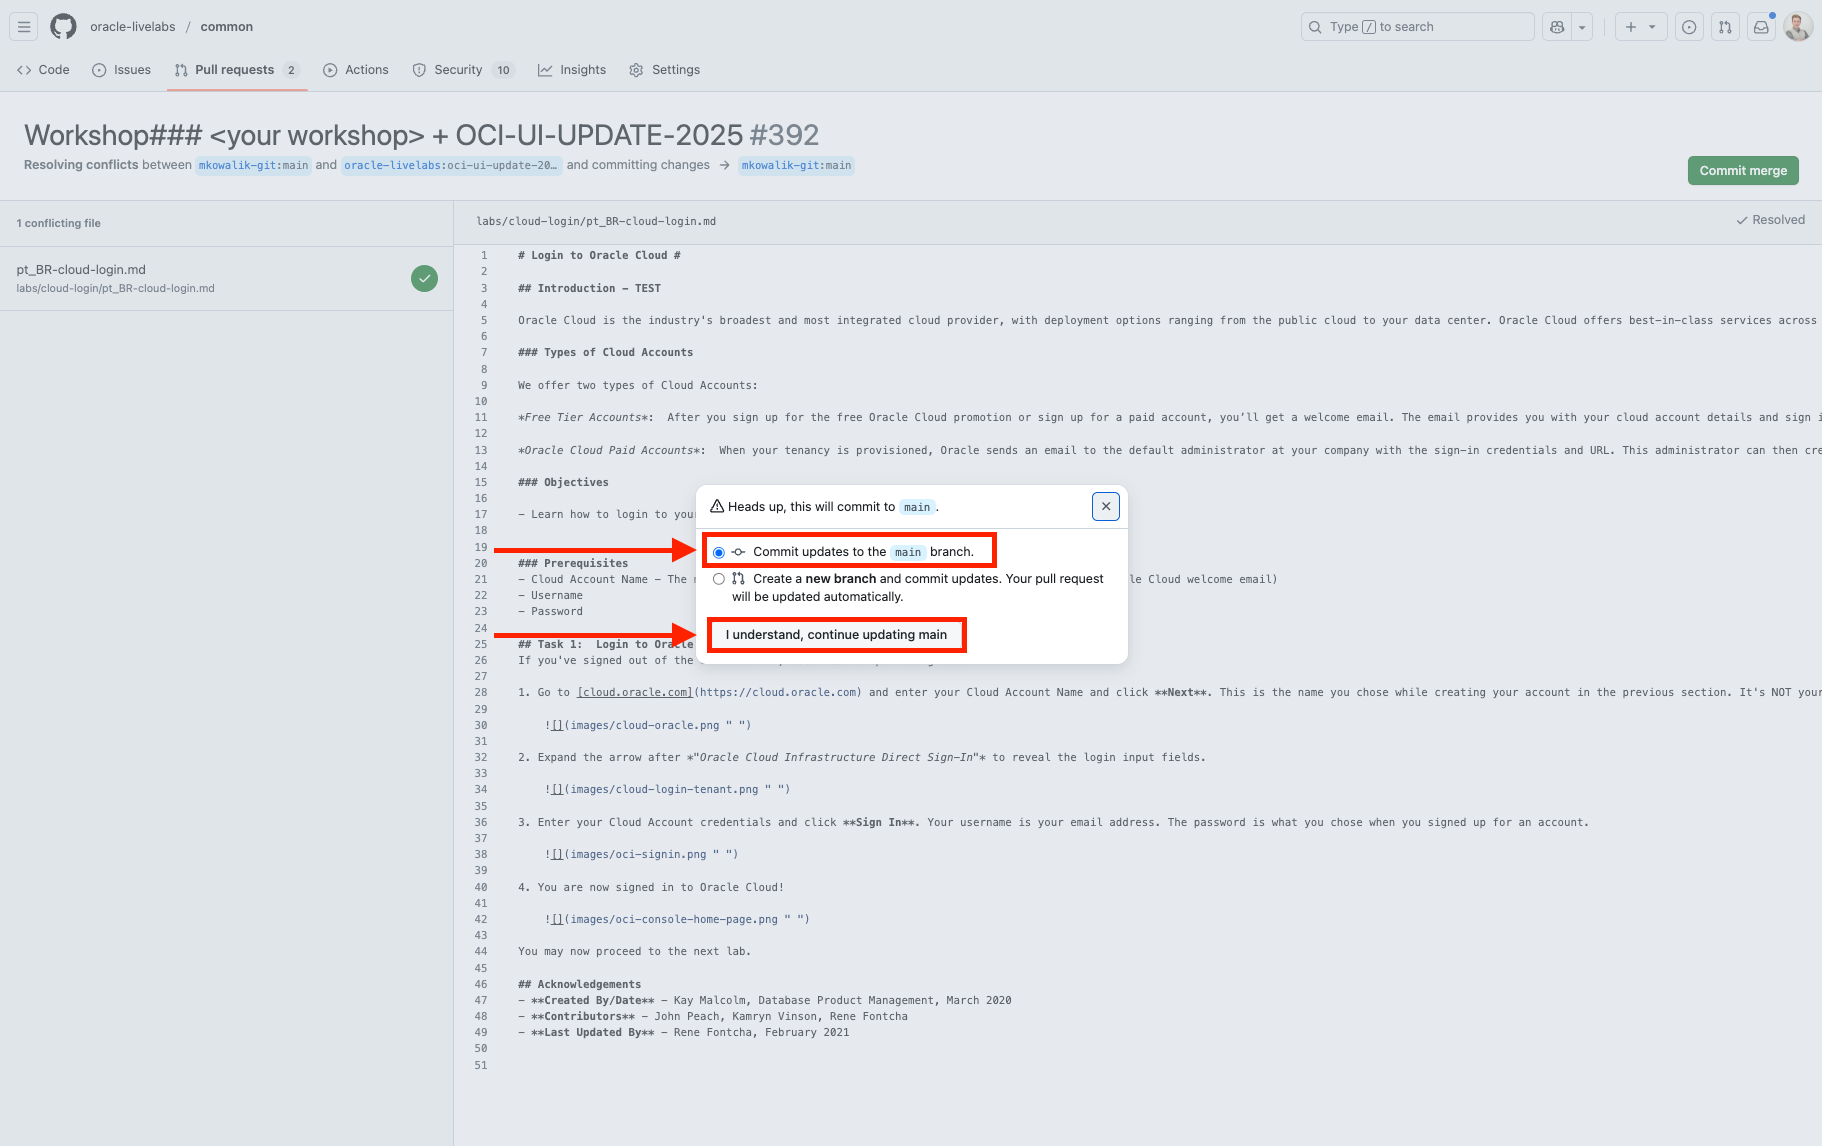 oracle-livelabs / common
Type / to search
Code
Issues
Pull requests 2
Actions
Security 10
Insights
Settings
Workshop### <your workshop> + OCI-UI-UPDATE-2025 #392
Resolving conflicts between mkowalik-git:main and oracle-livelabs:oci-ui-update-20… and committing changes → mkowalik-git:main
Commit merge
1 conflicting file
pt_BR-cloud-login.md
labs/cloud-login/pt_BR-cloud-login.md
labs/cloud-login/pt_BR-cloud-login.md
Resolved
1 # Login to Oracle Cloud #
2
3 ## Introduction - TEST
4
5 Oracle Cloud is the industry's broadest and most integrated cloud provider, with deployment options ranging from the public cloud to your data center. Oracle Cloud offers best-in-class services across
6
7 ### Types of Cloud Accounts
8
9 We offer two types of Cloud Accounts:
10
11 *Free Tier Accounts*:  After you sign up for the free Oracle Cloud promotion or sign up for a paid account, you’ll get a welcome email. The email provides you with your cloud account details and sign
12
13 *Oracle Cloud Paid Accounts*:  When your tenancy is provisioned, Oracle sends an email to the default administrator at your company with the sign-in credentials and URL. This administrator can then cre
14
15 ### Objectives
16
17 - Learn how to login to your
18
19
20 ### Prerequisites
21 - Cloud Account Name - The
le Cloud welcome email)
22 - Username
23 - Password
24
25 ## Task 1:  Login to Oracle
26 If you've signed out of the
27
28 1. Go to [cloud.oracle.com](https://cloud.oracle.com) and enter your Cloud Account Name and click **Next**. This is the name you chose while creating your account in the previous section. It's NOT your
29
30 ![](images/cloud-oracle.png " ")
31
32 2. Expand the arrow after *"Oracle Cloud Infrastructure Direct Sign-In"* to reveal the login input fields.
33
34 ![](images/cloud-login-tenant.png " ")
35
36 3. Enter your Cloud Account credentials and click **Sign In**. Your username is your email address. The password is what you chose when you signed up for an account.
37
38 ![](images/oci-signin.png " ")
39
40 4. You are now signed in to Oracle Cloud!
41
42 ![](images/oci-console-home-page.png " ")
43
44 You may now proceed to the next lab.
45
46 ## Acknowledgements
47 - **Created By/Date** - Kay Malcolm, Database Product Management, March 2020
48 - **Contributors** - John Peach, Kamryn Vinson, Rene Fontcha
49 - **Last Updated By** - Rene Fontcha, February 2021
50
51
Heads up, this will commit to main.
Commit updates to the main branch.
Create a new branch and commit updates. Your pull request
will be updated automatically.
I understand, continue updating main